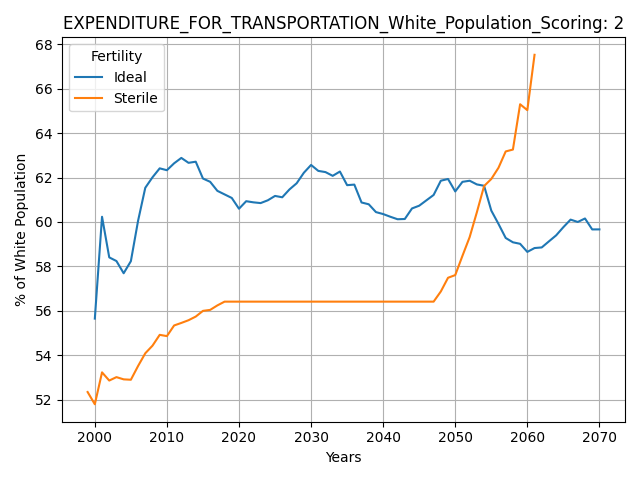 EXPENDITURE_FOR_TRANSPORTATION_White_Population_Scoring: 2
Fertility
Ideal
Sterile
% of White Population
68
66
64
62
60
58
56
54
52
2000 2010 2020 2030 2040 2050 2060 2070
Years